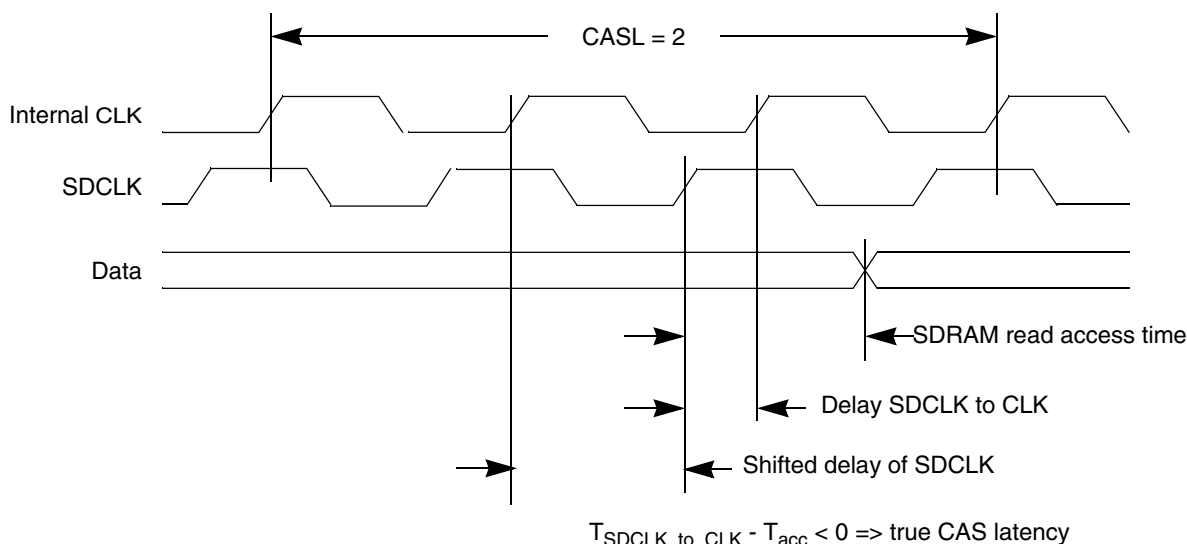 CASL = 2
Internal CLK
SDCLK
Data
SDRAM read access time
Delay SDCLK to CLK
Shifted delay of SDCLK
T_SDCLK_to_CLK - T_acc < 0 => true CAS latency